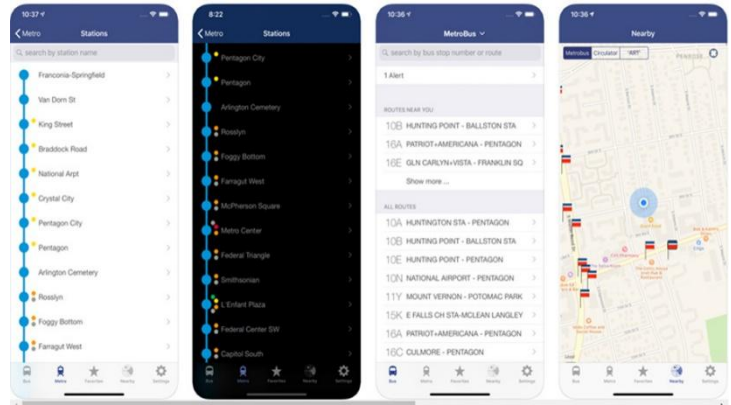 10:37
Metro
Stations
search by station name
Franconia-Springfield
Van Dorn St
King Street
Braddock Road
National Arpt
Crystal City
Pentagon City
Pentagon
Arlington Cemetery
Rosslyn
Foggy Bottom
Farragut West
Bus Metro Favorites Nearby Settings
8:22
Metro
Stations
Pentagon City
Pentagon
Arlington Cemetery
Rosslyn
Foggy Bottom
Farragut West
McPherson Square
Metro Center
Federal Triangle
Smithsonian
L'Enfant Plaza
Federal Center SW
Capitol South
Bus Metro Favorites Nearby Settings
10:36
MetroBus
search by bus stop number or route
1 Alert
ROUTES NEAR YOU
10B HUNTING POINT - BALLSTON STA
16A PATRIOT+AMERICANA - PENTAGON
16E GLN CARLYN+VISTA - FRANKLIN SQ
Show more ...
ALL ROUTES
10A HUNTINGTON STA - PENTAGON
10B HUNTING POINT - BALLSTON STA
10E HUNTING POINT - PENTAGON
10N NATIONAL AIRPORT - PENTAGON
11Y MOUNT VERNON - POTOMAC PARK
15K E FALLS CH STA-MCLEAN LANGLEY
16A PATRIOT+AMERICANA - PENTAGON
16C CULMORE - PENTAGON
Bus Metro Favorites Nearby Settings
10:36
Nearby
Metrobus Circulator ART
PENROSE
Legal
Bus Metro Favorites Nearby Settings